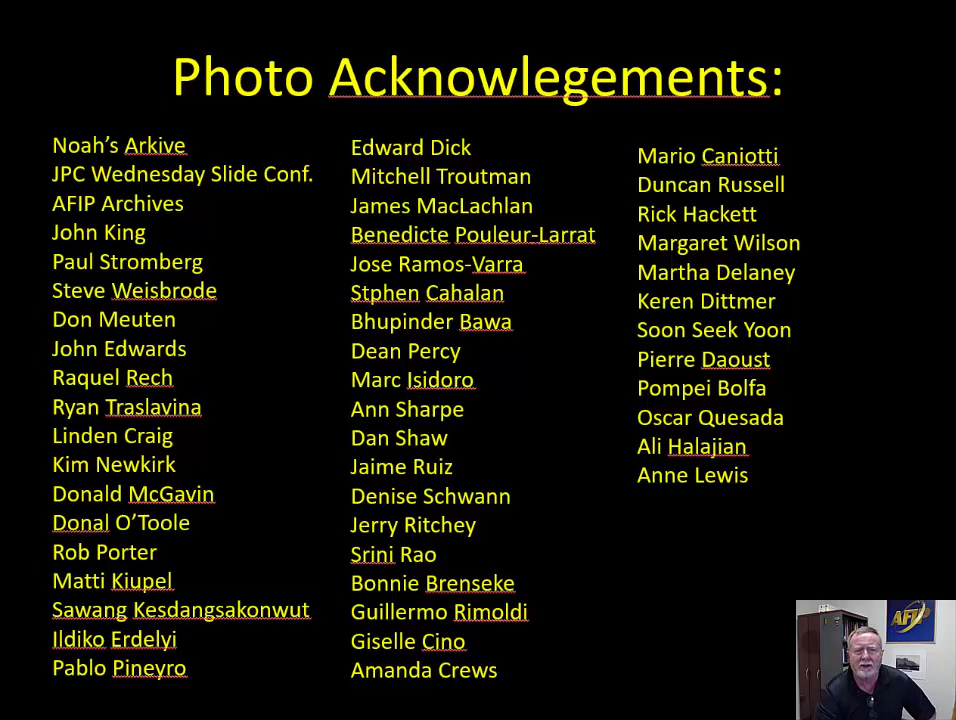 Photo Acknowlegements:
Noah's Arkive
JPC Wednesday Slide Conf.
AFIP Archives
John King
Paul Stromberg
Steve Weisbrode
Don Meuten
John Edwards
Raquel Rech
Ryan Traslavina
Linden Craig
Kim Newkirk
Donald McGavin
Donal O'Toole
Rob Porter
Matti Kiupel
Sawang Kesdangsakonwut
Ildiko Erdelyi
Pablo Pineyro
Edward Dick
Mitchell Troutman
James MacLachlan
Benedicte Pouleur-Larrat
Jose Ramos-Varra
Stphen Cahalan
Bhupinder Bawa
Dean Percy
Marc Isidoro
Ann Sharpe
Dan Shaw
Jaime Ruiz
Denise Schwann
Jerry Ritchey
Srini Rao
Bonnie Brenseke
Guillermo Rimoldi
Giselle Cino
Amanda Crews
Mario Caniotti
Duncan Russell
Rick Hackett
Margaret Wilson
Martha Delaney
Keren Dittmer
Soon Seek Yoon
Pierre Daoust
Pompei Bolfa
Oscar Quesada
Ali Halajian
Anne Lewis
AFIP